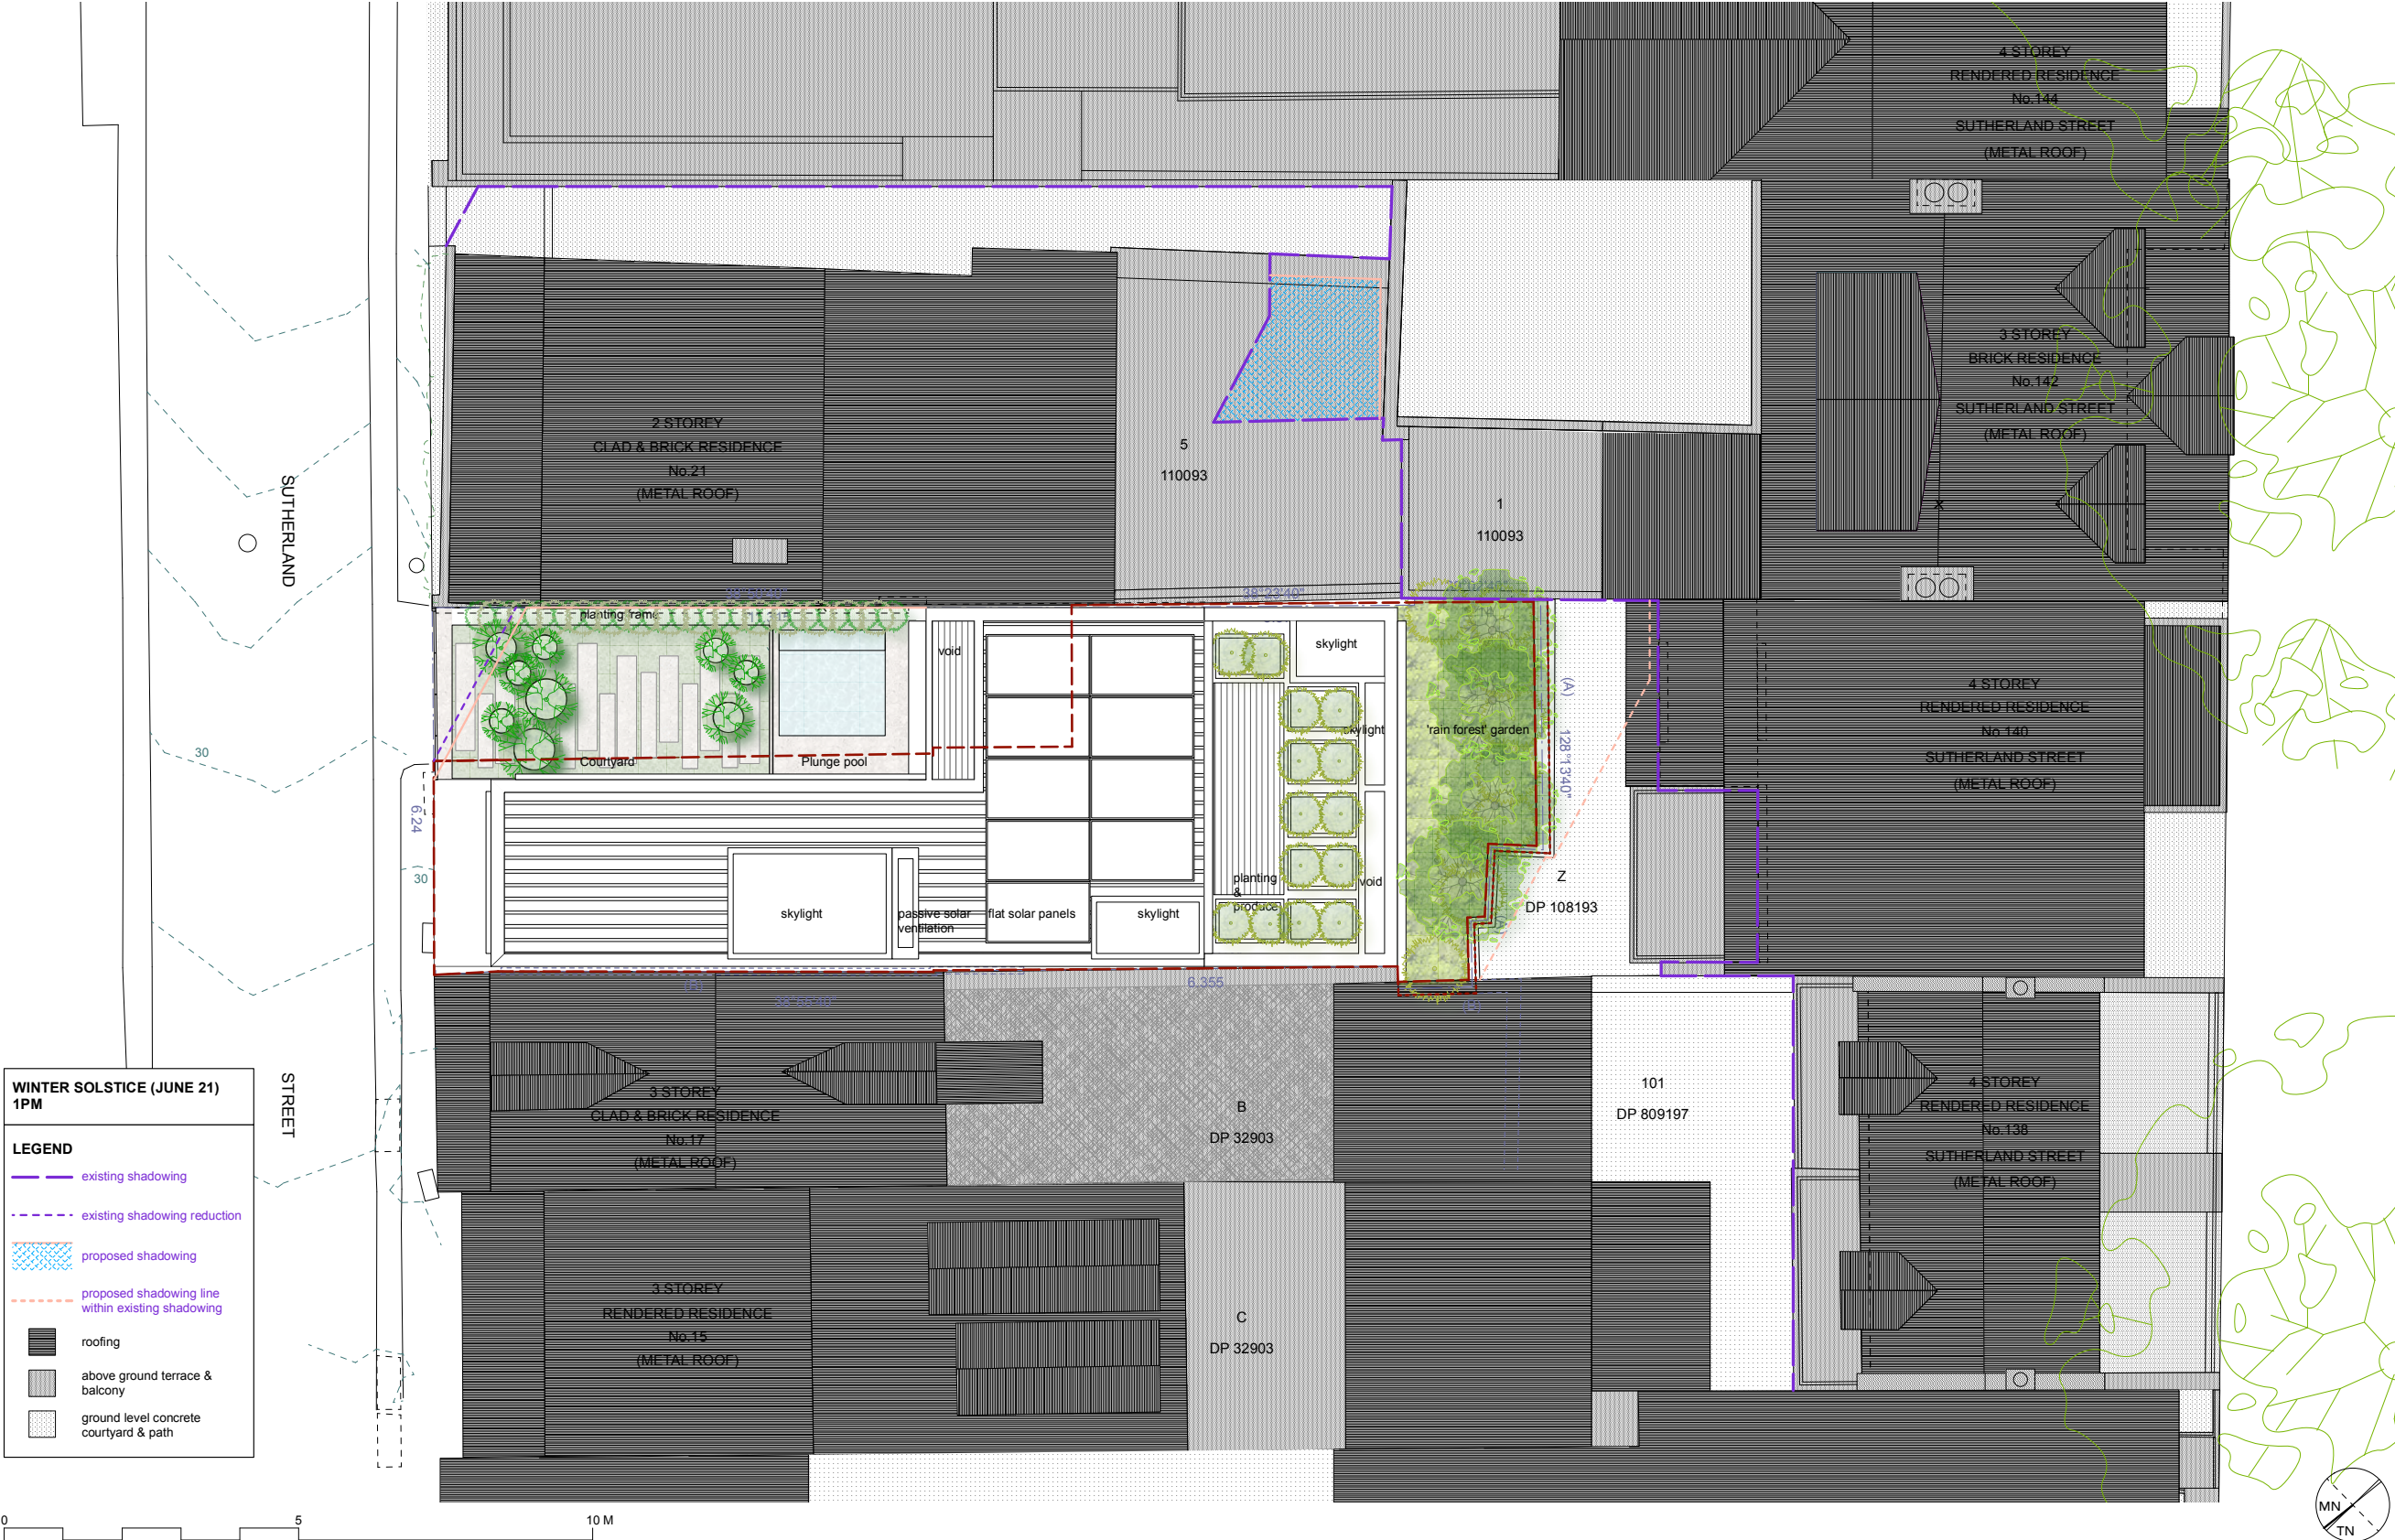 4 STOREY
RENDERED RESIDENCE
No.144
SUTHERLAND STREET
(METAL ROOF)
3 STOREY
BRICK RESIDENCE
No.142
SUTHERLAND STREET
(METAL ROOF)
2 STOREY
CLAD & BRICK RESIDENCE
No.21
(METAL ROOF)
5
110093
1
110093
X
SUTHERLAND
38°23'40"
planting frame
void
skylight
skylight
'rain forest' garden
(A)
128°13'40"
Courtyard
Plunge pool
30
6.24
30
4 STOREY
RENDERED RESIDENCE
No.140
SUTHERLAND STREET
(METAL ROOF)
skylight
passive solar
ventilation
flat solar panels
skylight
planting
&
produce
void
(A)
Z
DP 108193
(B)
6.355
(B)
3 STOREY
CLAD & BRICK RESIDENCE
No.17
(METAL ROOF)
B
DP 32903
101
DP 809197
4 STOREY
RENDERED RESIDENCE
No.138
SUTHERLAND STREET
(METAL ROOF)
STREET
3 STOREY
RENDERED RESIDENCE
No.15
(METAL ROOF)
C
DP 32903
WINTER SOLSTICE (JUNE 21)
1PM
LEGEND
existing shadowing
existing shadowing reduction
proposed shadowing
proposed shadowing line
within existing shadowing
roofing
above ground terrace &
balcony
ground level concrete
courtyard & path
0
5
10 M
MN
TN